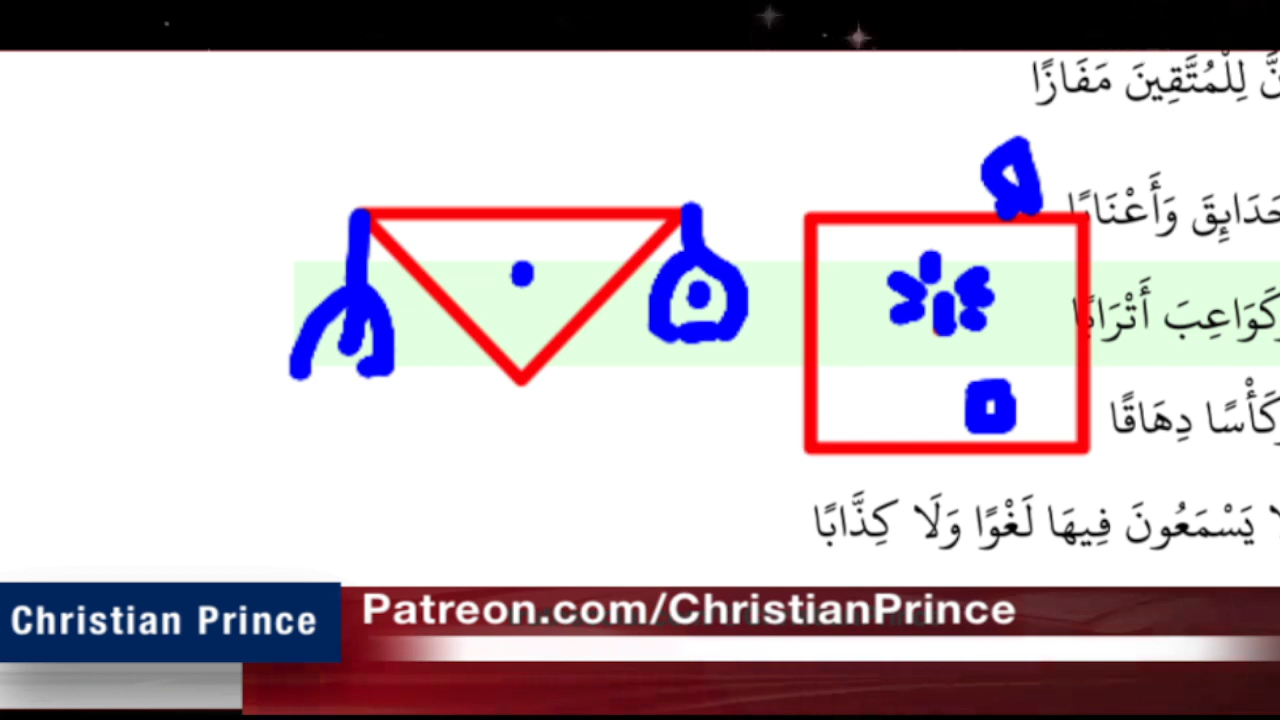 نَّ لِلْمُتَّقِينَ مَفَازًا
حَدَائِقَ وَأَعْنَابًا
كَوَاعِبَ أَتْرَابًا
كَأْسًا دِهَاقًا
لَا يَسْمَعُونَ فِيهَا لَغْوًا وَلَا كِذَّابًا
Christian Prince
Patreon.com/ChristianPrince